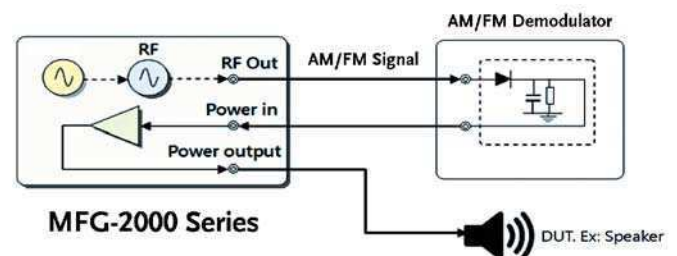 AM/FM Demodulator
RF
RF Out
AM/FM Signal
Power in
Power output
MFG-2000 Series
DUT. Ex: Speaker